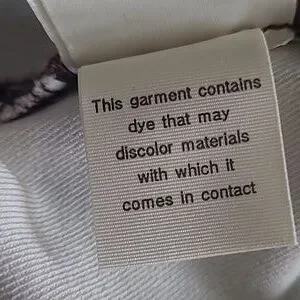 This garment contains
dye that may
discolor materials
with which it
comes in contact